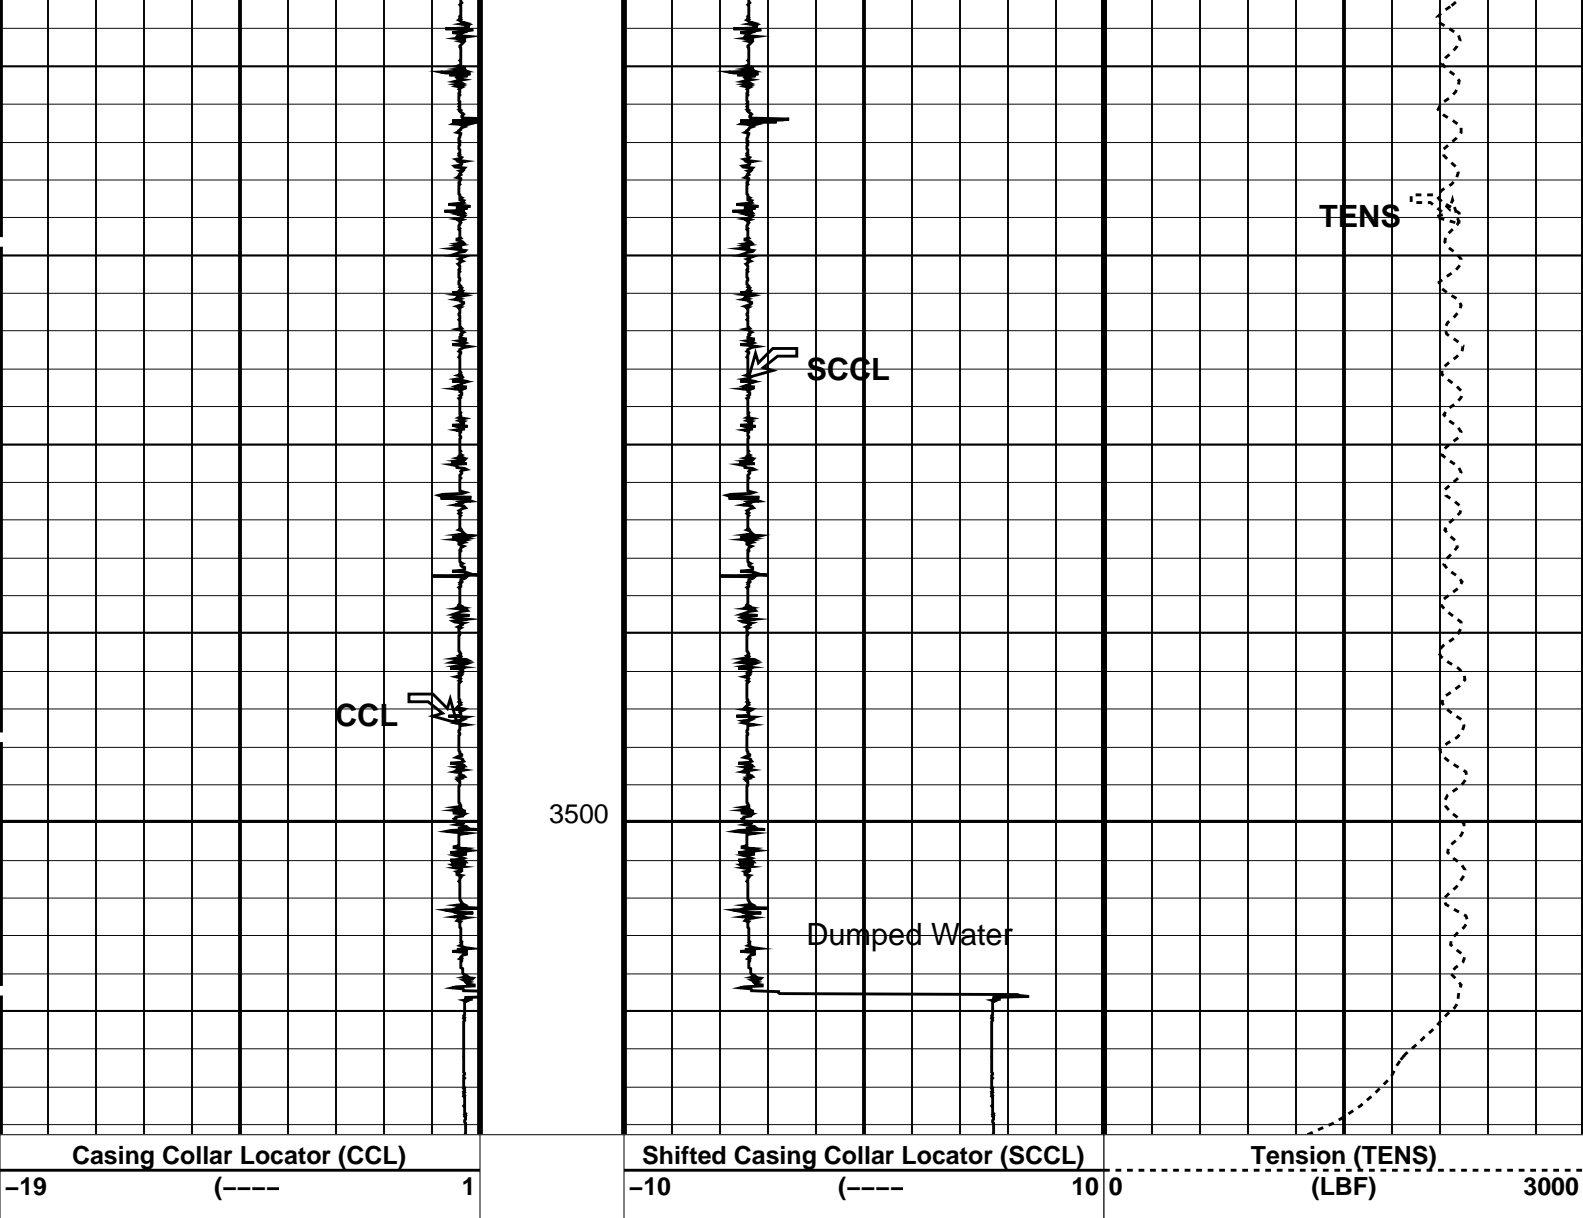 TENS
SCCL
CCL
3500
Dumped Water
Casing Collar Locator (CCL) Shifted Casing Collar Locator (SCCL) Tension (TENS)
–19 (–––– 1 –10 (–––– 10 0 (LBF) 3000